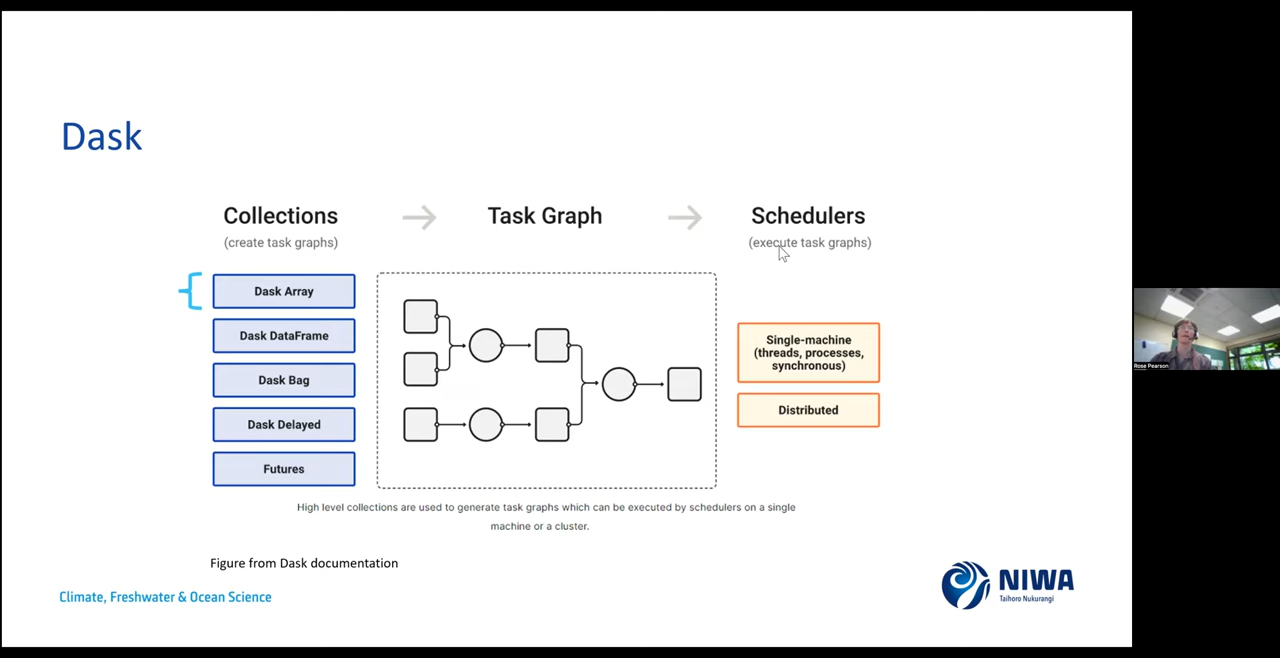 Dask
Collections
Task Graph
Schedulers
(create task graphs)
(execute task graphs)
Dask Array
Dask DataFrame
Dask Bag
Dask Delayed
Futures
Single-machine
(threads, processes,
synchronous)
Distributed
High level collections are used to generate task graphs which can be executed by schedulers on a single
machine or a cluster.
Figure from Dask documentation
Climate, Freshwater & Ocean Science
NIWA
Taihoro Nukurangi
Rose Pearson